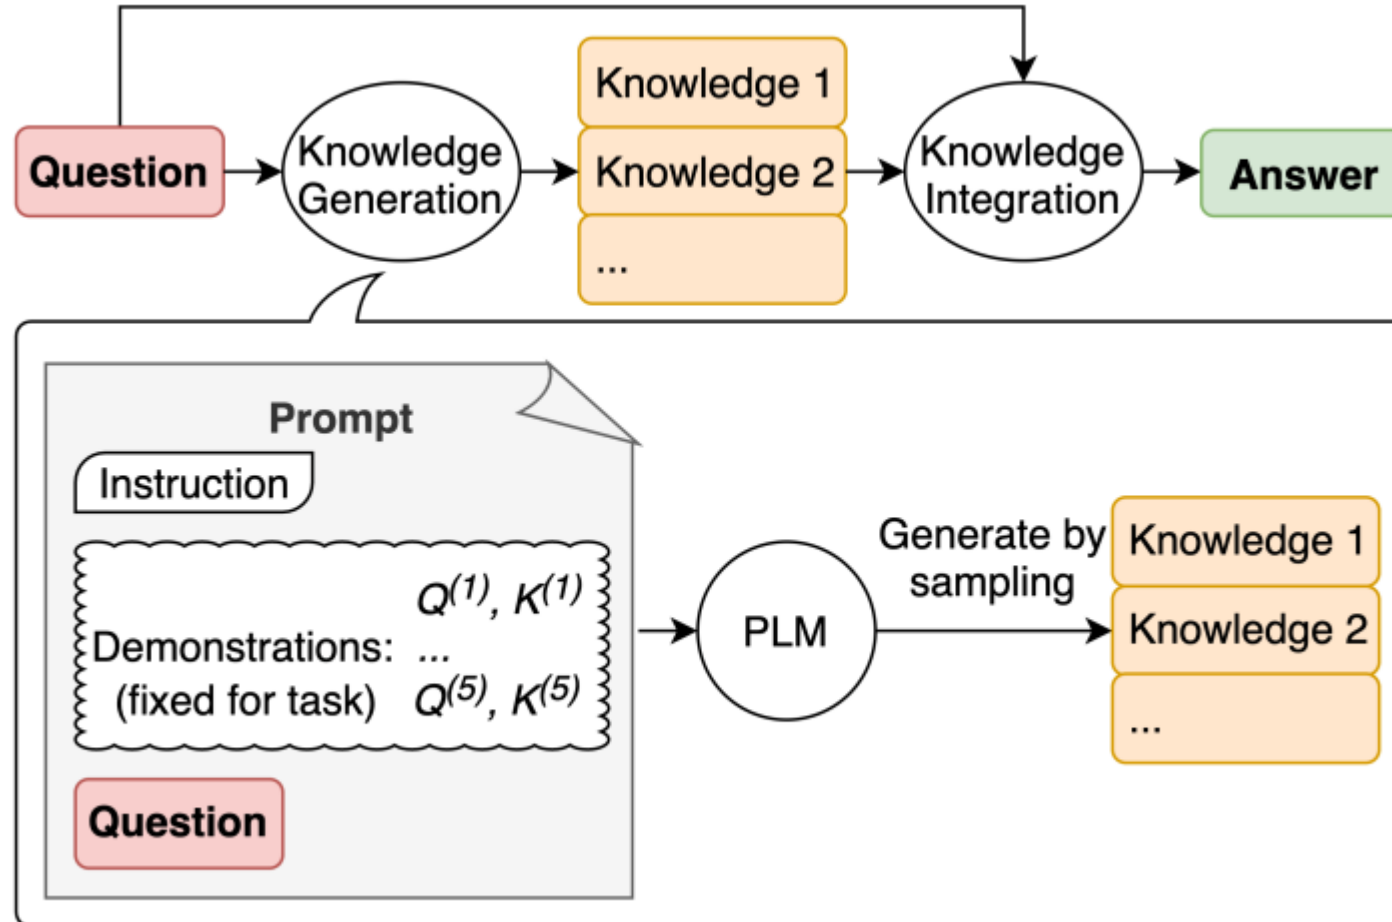 Question
Knowledge
Generation
Knowledge 1
Knowledge 2
...
Knowledge
Integration
Answer
Prompt
Instruction
Q(1), K(1)
Demonstrations: ...
(fixed for task) Q(5), K(5)
Question
PLM
Generate by
sampling
Knowledge 1
Knowledge 2
...